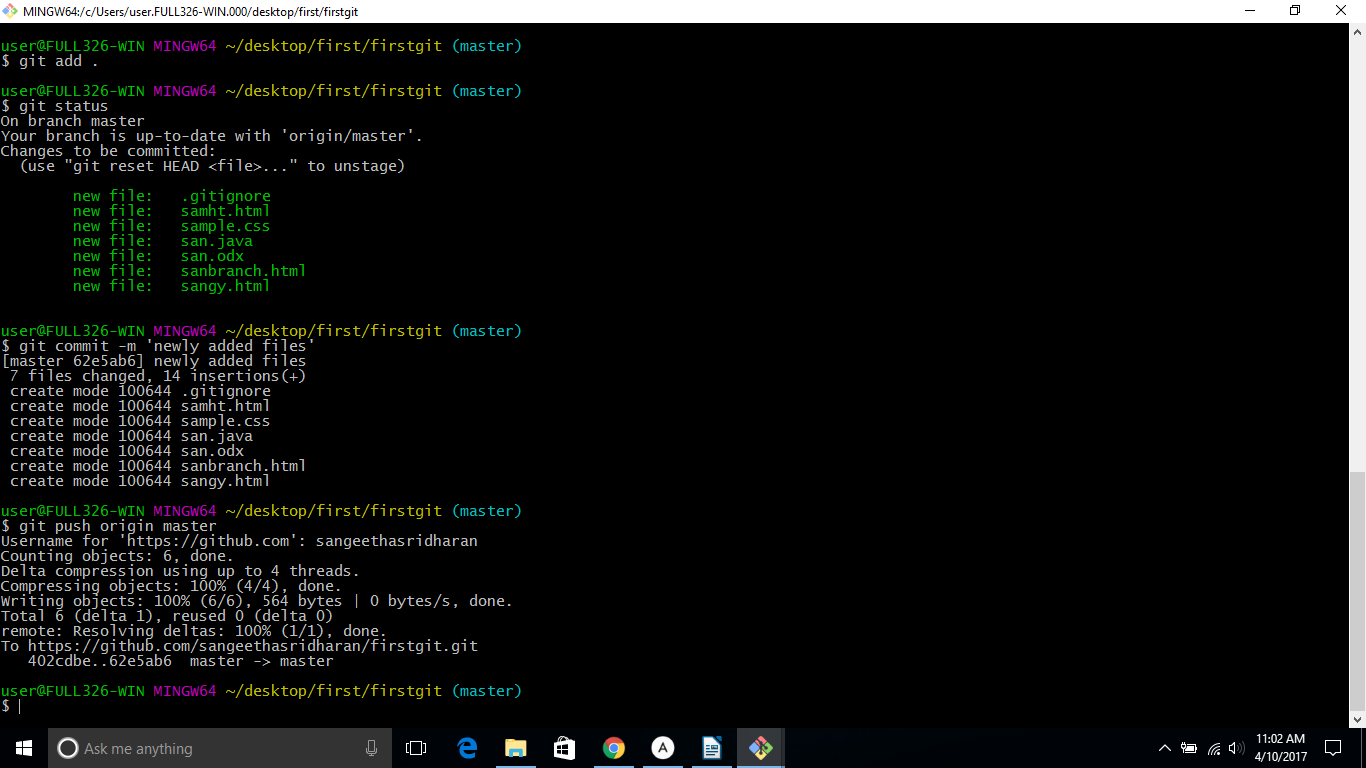 MINGW64:/c/Users/user.FULL326-WIN.000/desktop/first/firstgit
user@FULL326-WIN MINGW64 ~/desktop/first/firstgit (master)
$ git add .
user@FULL326-WIN MINGW64 ~/desktop/first/firstgit (master)
$ git status
On branch master
Your branch is up-to-date with 'origin/master'.
Changes to be committed:
  (use "git reset HEAD <file>..." to unstage)
        new file:   .gitignore
        new file:   samht.html
        new file:   sample.css
        new file:   san.java
        new file:   san.odx
        new file:   sanbranch.html
        new file:   sangy.html
user@FULL326-WIN MINGW64 ~/desktop/first/firstgit (master)
$ git commit -m 'newly added files'
[master 62e5ab6] newly added files
 7 files changed, 14 insertions(+)
 create mode 100644 .gitignore
 create mode 100644 samht.html
 create mode 100644 sample.css
 create mode 100644 san.java
 create mode 100644 san.odx
 create mode 100644 sanbranch.html
 create mode 100644 sangy.html
user@FULL326-WIN MINGW64 ~/desktop/first/firstgit (master)
$ git push origin master
Username for 'https://github.com': sangeethasridharan
Counting objects: 6, done.
Delta compression using up to 4 threads.
Compressing objects: 100% (4/4), done.
Writing objects: 100% (6/6), 564 bytes | 0 bytes/s, done.
Total 6 (delta 1), reused 0 (delta 0)
remote: Resolving deltas: 100% (1/1), done.
To https://github.com/sangeethasridharan/firstgit.git
   402cdbe..62e5ab6  master -> master
user@FULL326-WIN MINGW64 ~/desktop/first/firstgit (master)
$
Ask me anything
A
11:02 AM
4/10/2017